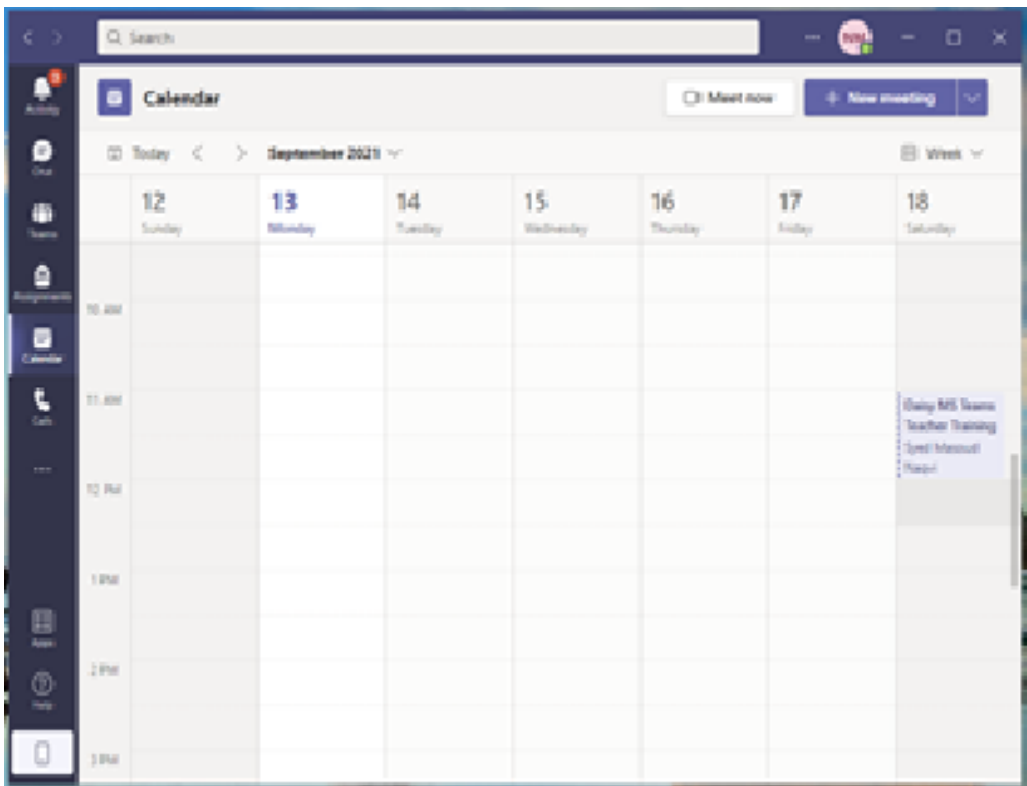 Search
Activity
Chat
Teams
Assignments
Calendar
Calls
Apps
Help
Calendar
Meet now
+ New meeting
Today
September 2021
Week
12
Sunday
13
Monday
14
Tuesday
15
Wednesday
16
Thursday
17
Friday
18
Saturday
10 AM
11 AM
12 PM
1 PM
2 PM
3 PM
MS Teams
Teacher Training
Syed